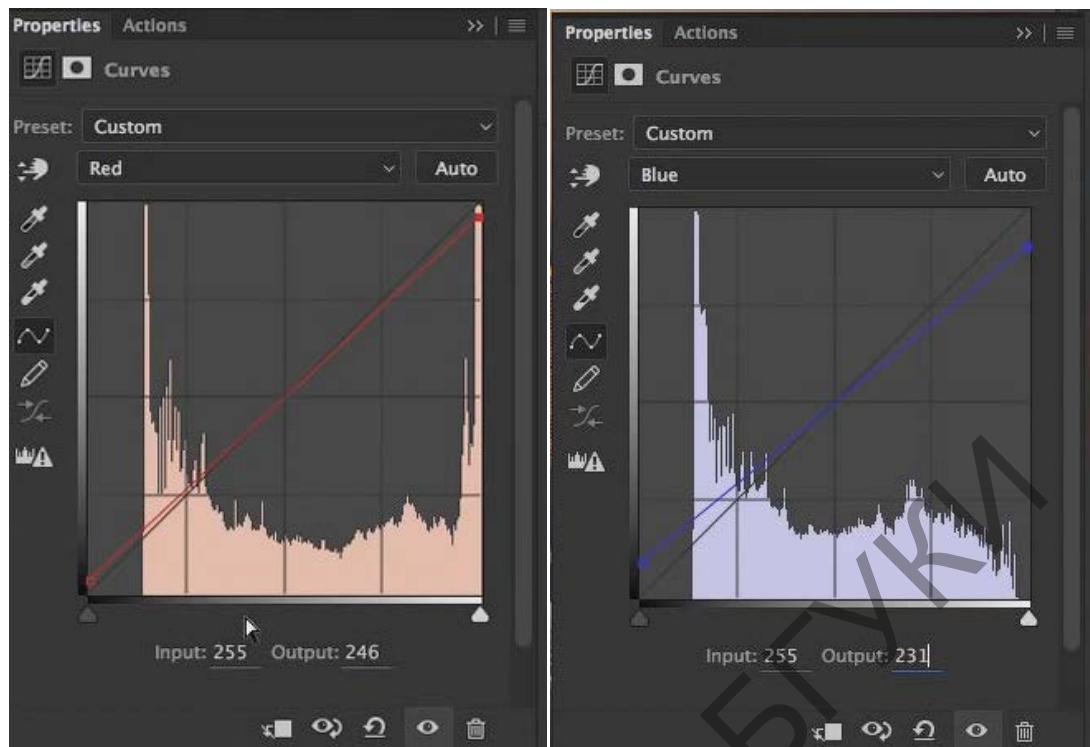 Properties Actions
Curves
Preset: Custom
Red Auto
Input: 255 Output: 246
Properties Actions
Curves
Preset: Custom
Blue Auto
Input: 255 Output: 231
БГУКИ